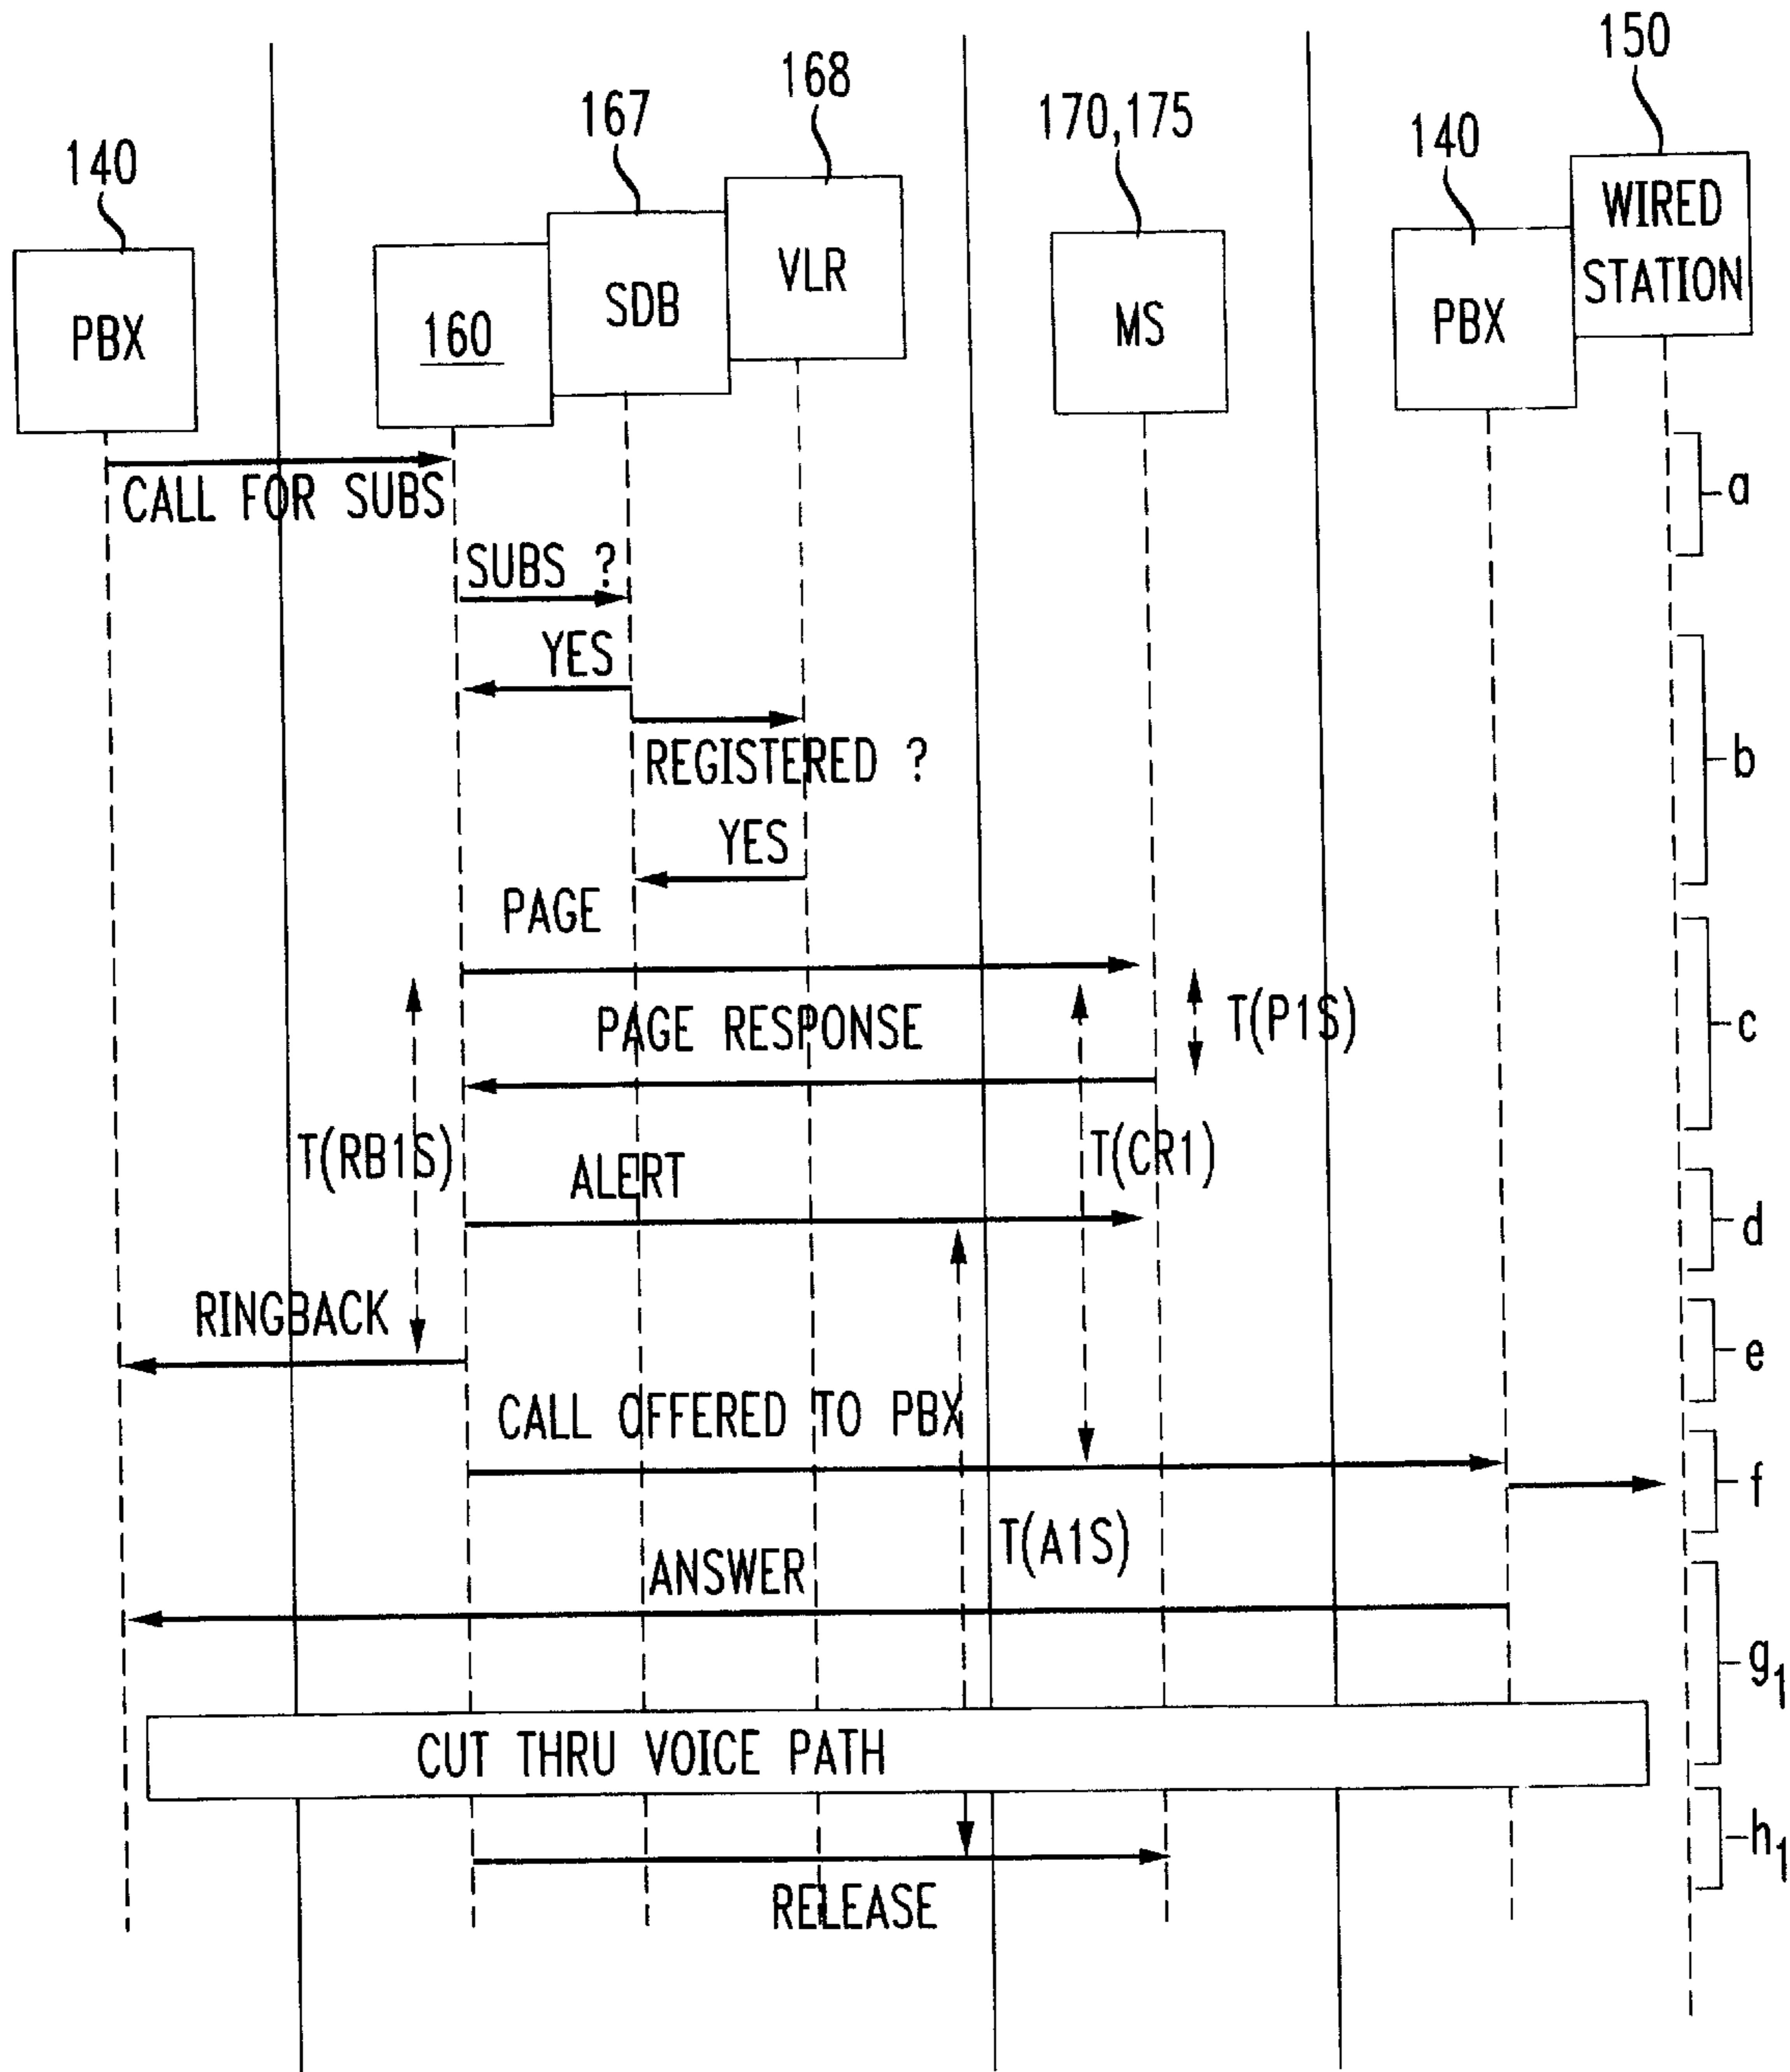 150
168
167
170,175
140
140
WIRED
STATION
VLR
SDB
PBX
160
MS
PBX
CALL FOR SUBS
a
SUBS ?
YES
REGISTERED ?
b
YES
PAGE
PAGE RESPONSE
T(P1S)
c
T(RB1S)
T(CR1)
ALERT
d
RINGBACK
e
CALL OFFERED TO PBX
f
T(A1S)
ANSWER
g1
CUT THRU VOICE PATH
h1
RELEASE